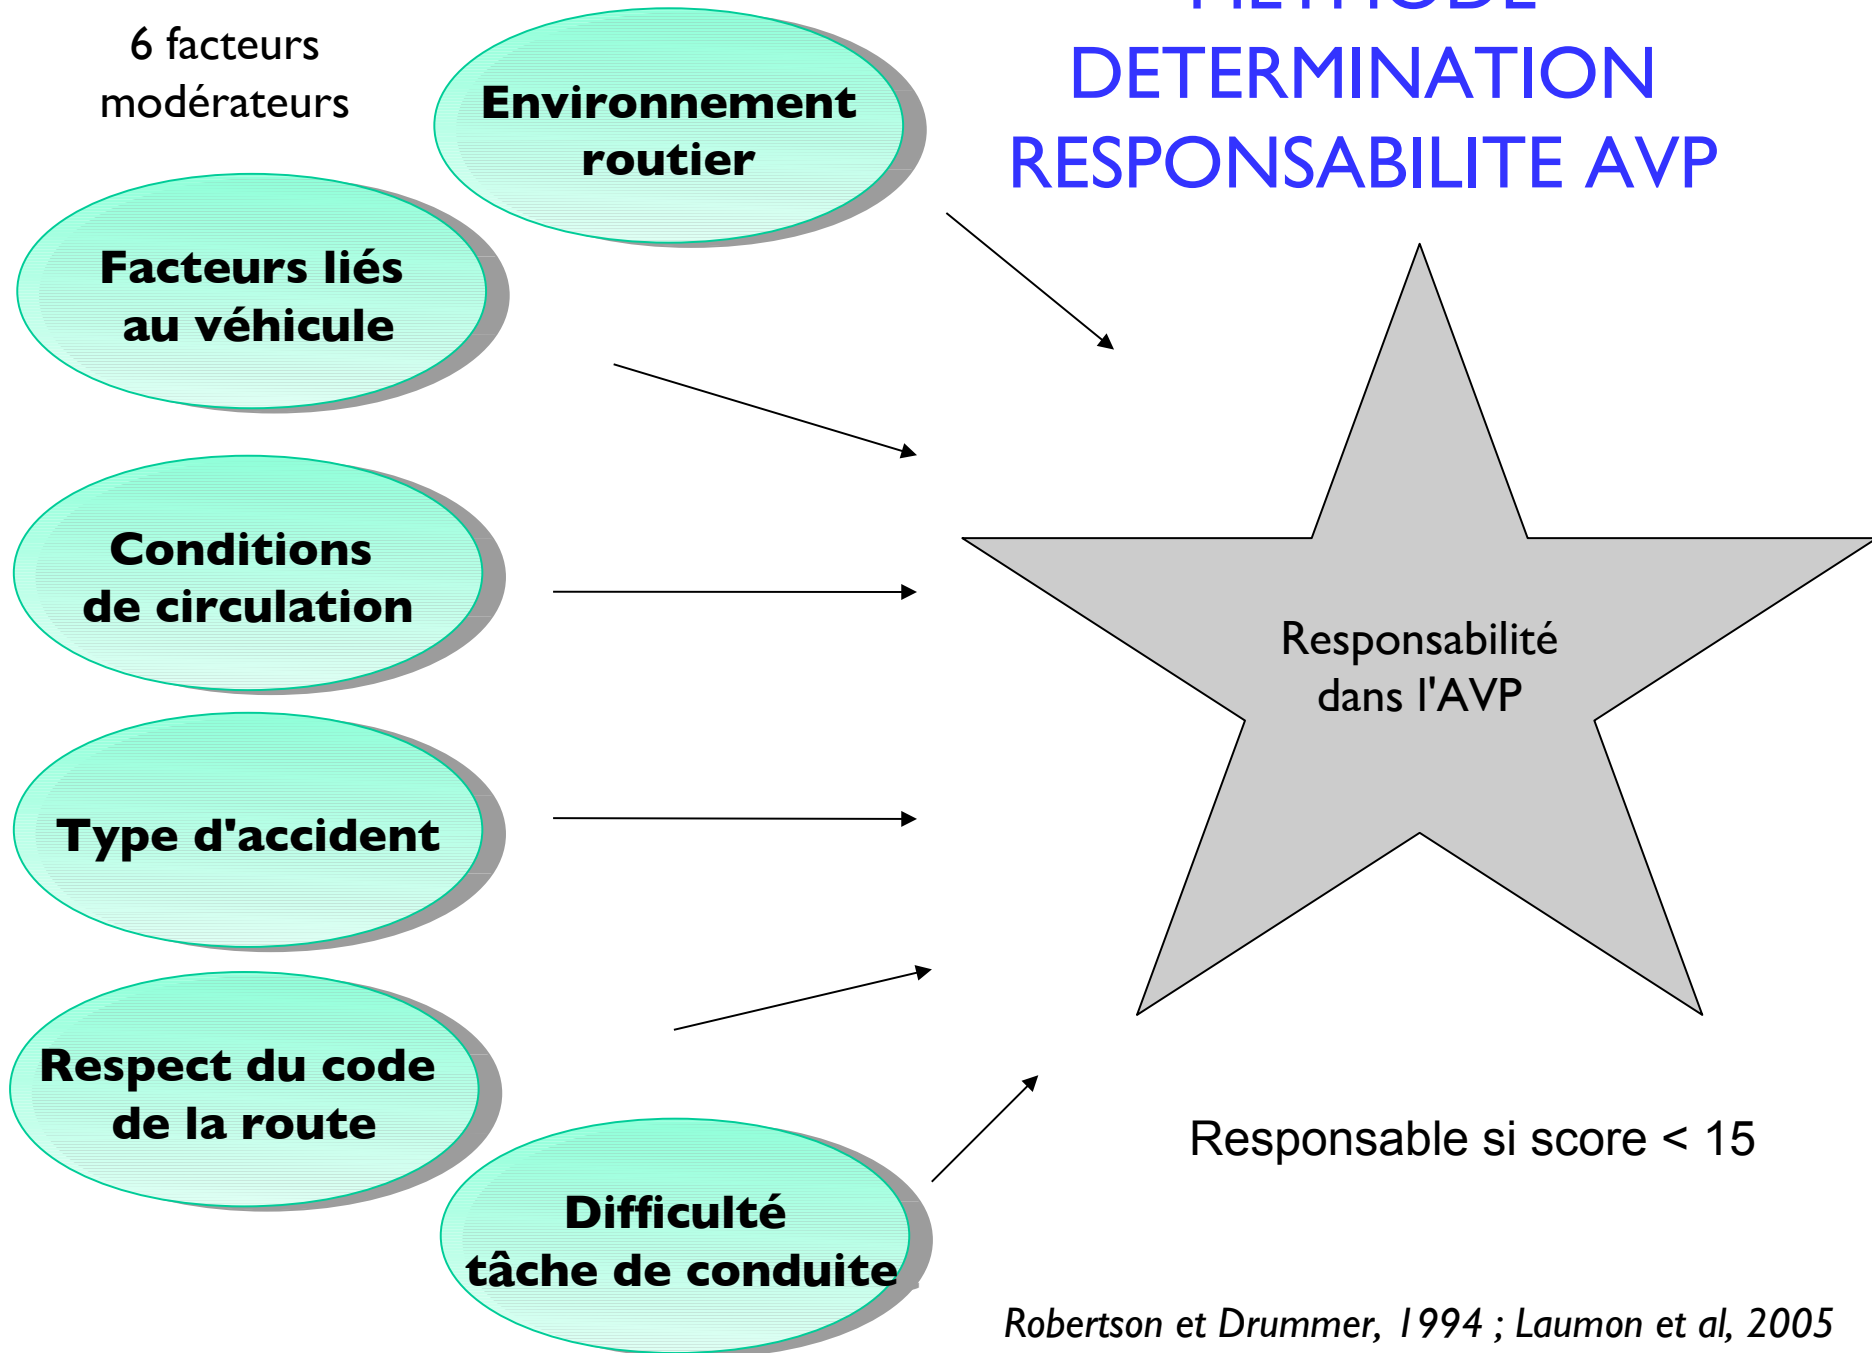 6 facteurs
modérateurs
METHODE
DETERMINATION
RESPONSABILITE AVP
Environnement
routier
Facteurs liés
au véhicule
Conditions
de circulation
Type d'accident
Respect du code
de la route
Difficulté
tâche de conduite
Responsabilité
dans l'AVP
Responsable si score < 15
Robertson et Drummer, 1994 ; Laumon et al, 2005